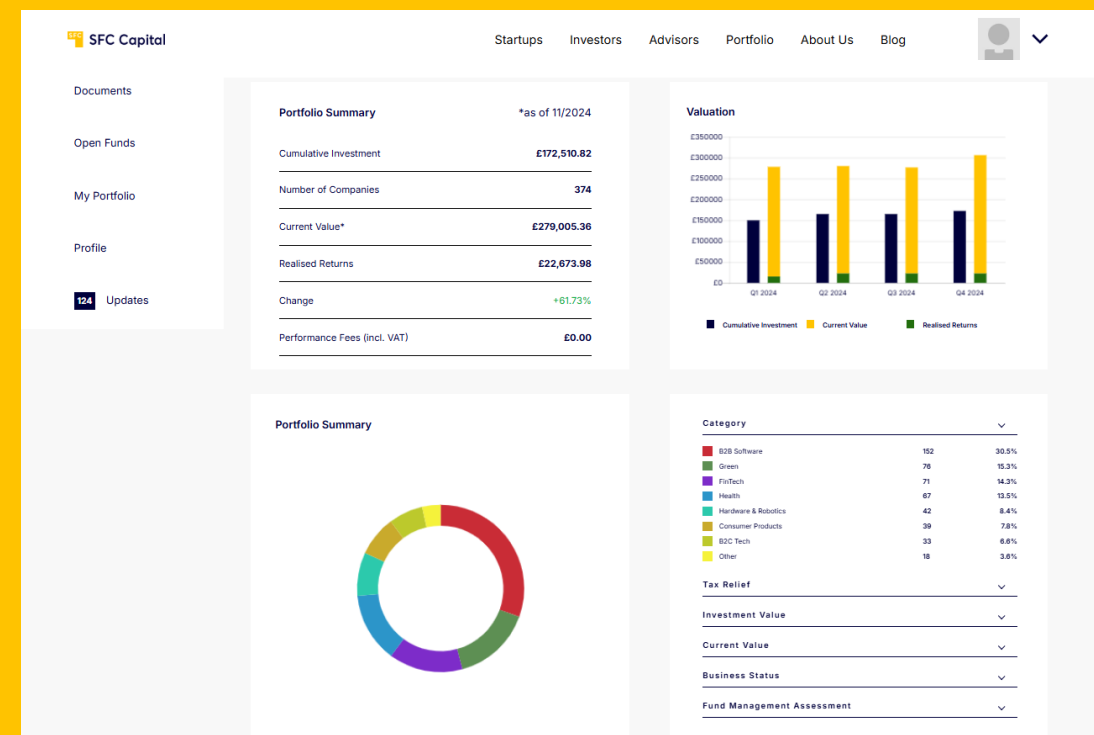 SFC
SFC Capital
Startups Investors Advisors Portfolio About Us Blog
Documents
Open Funds
My Portfolio
Profile
124 Updates
Portfolio Summary *as of 11/2024
Cumulative Investment £172,510.82
Number of Companies 374
Current Value* £279,005.36
Realised Returns £22,673.98
Change +61.73%
Performance Fees (incl. VAT) £0.00
Valuation
£350000
£300000
£250000
£200000
£150000
£100000
£50000
£0
Q1 2024 Q2 2024 Q3 2024 Q4 2024
Cumulative Investment Current Value Realised Returns
Portfolio Summary
Category
B2B Software 152 30.5%
Green 76 15.3%
FinTech 71 14.3%
Health 67 13.5%
Hardware & Robotics 42 8.4%
Consumer Products 39 7.8%
B2C Tech 33 6.6%
Other 18 3.6%
Tax Relief
Investment Value
Current Value
Business Status
Fund Management Assessment